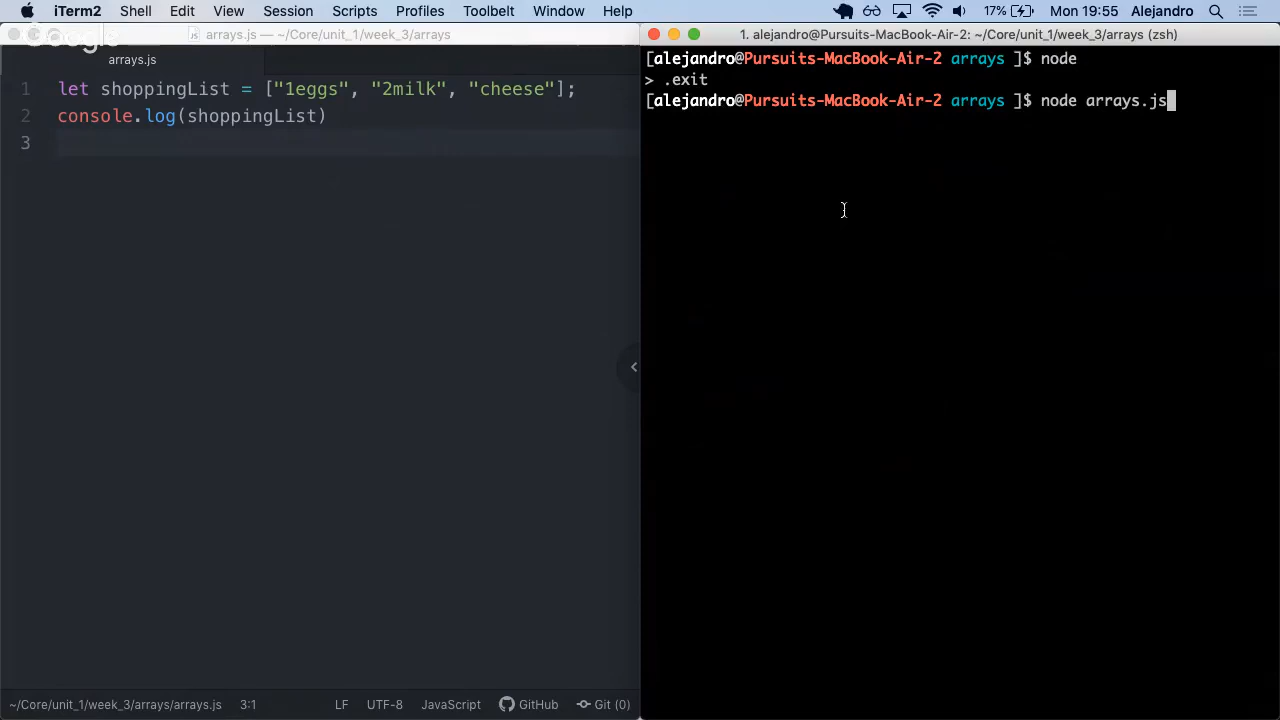 iTerm2 Shell Edit View Session Scripts Profiles Toolbelt Window Help 17% Mon 19:55 Alejandro
Google
arrays.js — ~/Core/unit_1/week_3/arrays
arrays.js
1 let shoppingList = ["1eggs", "2milk", "cheese"];
2 console.log(shoppingList)
3
~/Core/unit_1/week_3/arrays/arrays.js 3:1 LF UTF-8 JavaScript GitHub Git (0)
1. alejandro@Pursuits-MacBook-Air-2: ~/Core/unit_1/week_3/arrays (zsh)
[alejandro@Pursuits-MacBook-Air-2 arrays ]$ node
> .exit
[alejandro@Pursuits-MacBook-Air-2 arrays ]$ node arrays.js